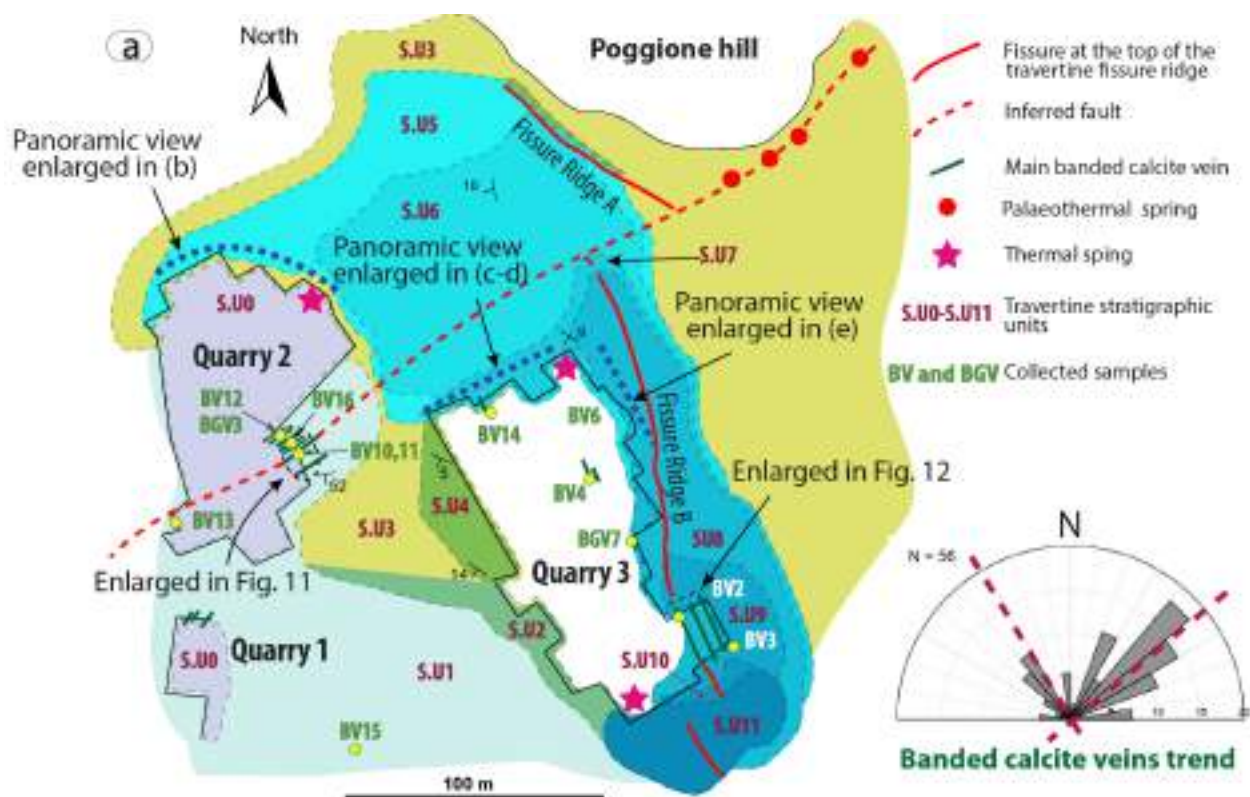 a
North
S.U3
Poggione hill
Fissure at the top of the
travertine fissure ridge
Inferred fault
Main banded calcite vein
Palaeothermal spring
Thermal sping
S.U0-S.U11 Travertine stratigraphic
units
BV and BGV Collected samples
Panoramic view
enlarged in (b)
S.U5
Fissure Ridge A
S.U6
Panoramic view
enlarged in (c-d)
S.U7
Panoramic view
enlarged in (e)
S.U0
Quarry 2
BV12
BV16
BGV3
BV10,11
BV14
BV6
Fissure Ridge B
Enlarged in Fig. 12
BV4
S.U4
BV13
S.U3
BGV7
SU8
Enlarged in Fig. 11
14
Quarry 3
BV2
S.U9
BV3
S.U2
S.U0
Quarry 1
S.U1
S.U10
S.U11
BV15
100 m
N
N = 56
Banded calcite veins trend